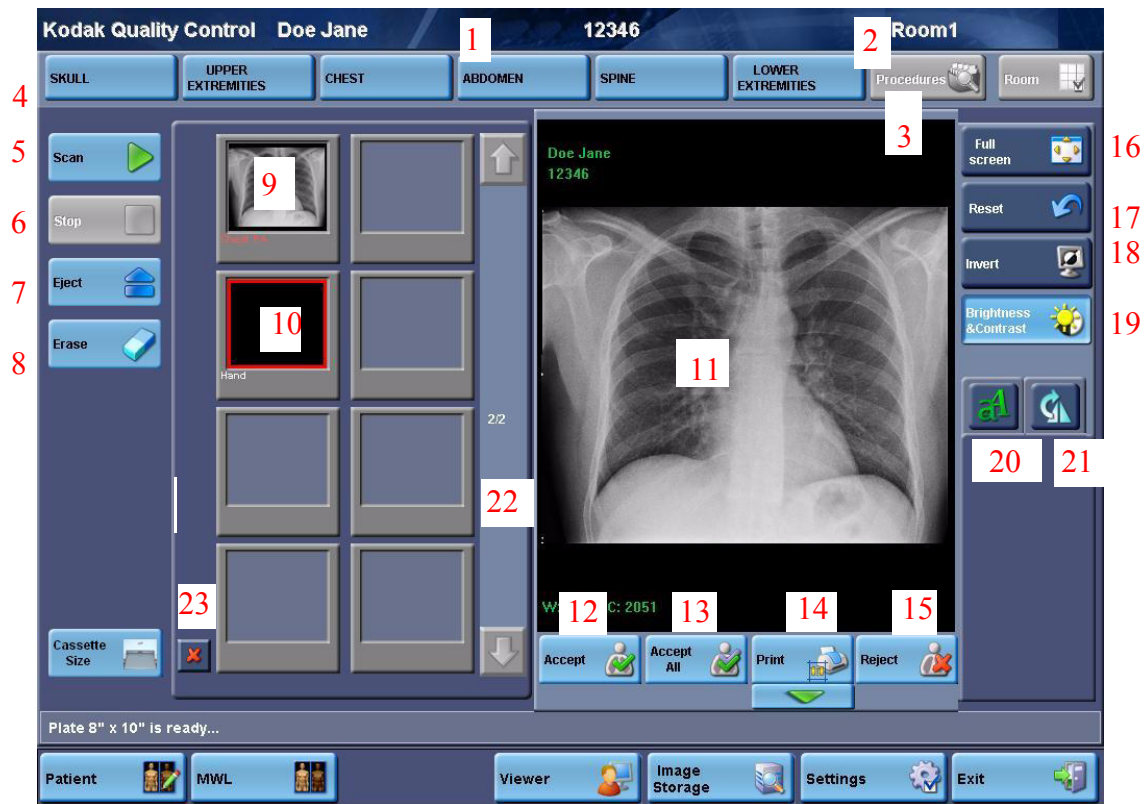 Kodak Quality Control Doe Jane 12346 Room1
1
2
SKULL
UPPER
EXTREMITIES
CHEST
ABDOMEN
SPINE
LOWER
EXTREMITIES
Procedures
Room
3
4
5
Scan
6
Stop
7
Eject
8
Erase
9
10
Hand
2/2
22
23
Cassette
Size
Doe Jane
12346
11
C: 2051
12
13
14
15
Accept
Accept
All
Print
Reject
Full
screen
16
Reset
17
Invert
18
Brightness
&Contrast
19
aA
20
21
Plate 8" x 10" is ready...
Patient
MWL
Viewer
Image
Storage
Settings
Exit